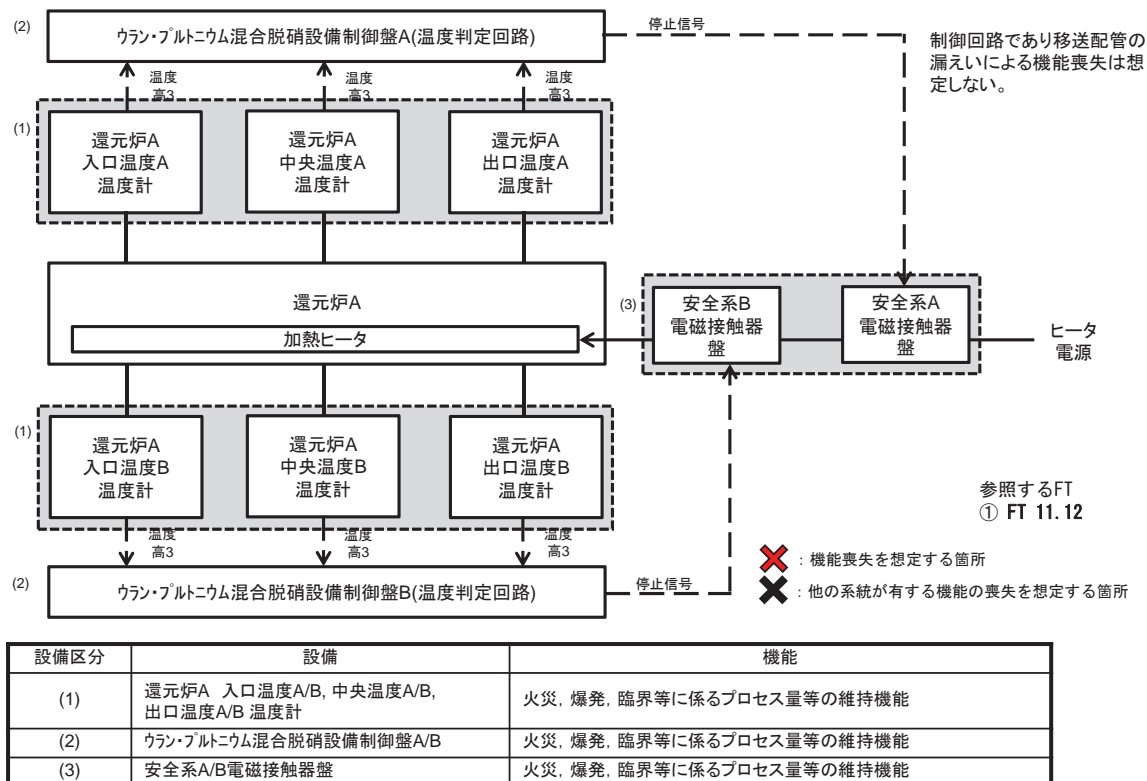 (2)
ウラン・プルトニウム混合脱硝設備制御盤A(温度判定回路)
停止信号
制御回路であり移送配管の
漏えいによる機能喪失は想
定しない。
温度
高3
温度
高3
温度
高3
(1)
還元炉A
入口温度A
温度計
還元炉A
中央温度A
温度計
還元炉A
出口温度A
温度計
還元炉A
加熱ヒータ
(3)
安全系B
電磁接触器
盤
安全系A
電磁接触器
盤
ヒータ
電源
(1)
還元炉A
入口温度B
温度計
還元炉A
中央温度B
温度計
還元炉A
出口温度B
温度計
温度
高3
温度
高3
温度
高3
参照するFT
① FT 11.12
(2)
ウラン・プルトニウム混合脱硝設備制御盤B(温度判定回路)
停止信号
：機能喪失を想定する箇所
：他の系統が有する機能の喪失を想定する箇所
設備区分 設備 機能
(1) 還元炉A 入口温度A/B, 中央温度A/B,
出口温度A/B 温度計 火災, 爆発, 臨界等に係るプロセス量等の維持機能
(2) ウラン・プルトニウム混合脱硝設備制御盤A/B 火災, 爆発, 臨界等に係るプロセス量等の維持機能
(3) 安全系A/B電磁接触器盤 火災, 爆発, 臨界等に係るプロセス量等の維持機能